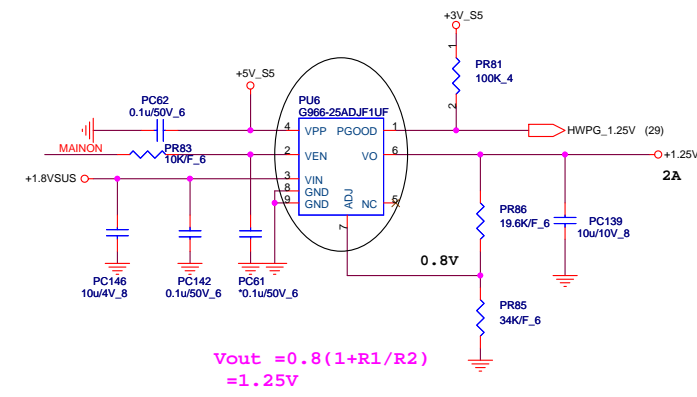 +3V_S5
1
PR81
100K_4
2
+5V_S5
PC62
0.1u/50V_6
PU6
G966-25ADJF1UF
4
VPP
PGOOD
1
HWPG_1.25V (29)
MAINON
PR83
10K/F_6
2
VEN
VO
6
+1.25V
2A
+1.8VSUS
3
VIN
8
GND
9
GND
ADJ
NC
5
7
PR86
19.6K/F_6
PC139
10u/10V_8
0.8V
PC146
10u/4V_8
PC142
0.1u/50V_6
PC61
*0.1u/50V_6
PR85
34K/F_6
Vout =0.8(1+R1/R2)
=1.25V